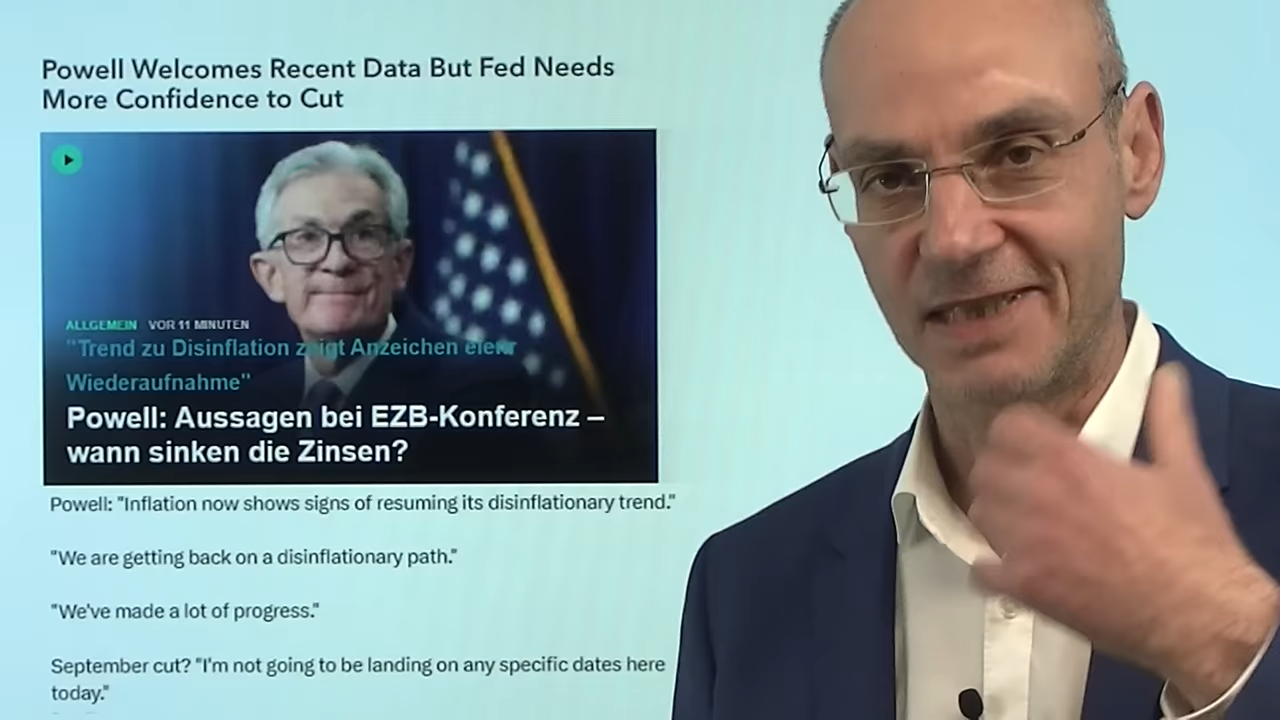 Powell Welcomes Recent Data But Fed Needs
More Confidence to Cut
ALLGEMEIN VOR 11 MINUTEN
"Trend zu Disinflation zeigt Anzeichen einer
Wiederaufnahme"
Powell: Aussagen bei EZB-Konferenz –
wann sinken die Zinsen?
Powell: "Inflation now shows signs of resuming its disinflationary trend."
"We are getting back on a disinflationary path."
"We've made a lot of progress."
September cut? "I'm not going to be landing on any specific dates here
today."